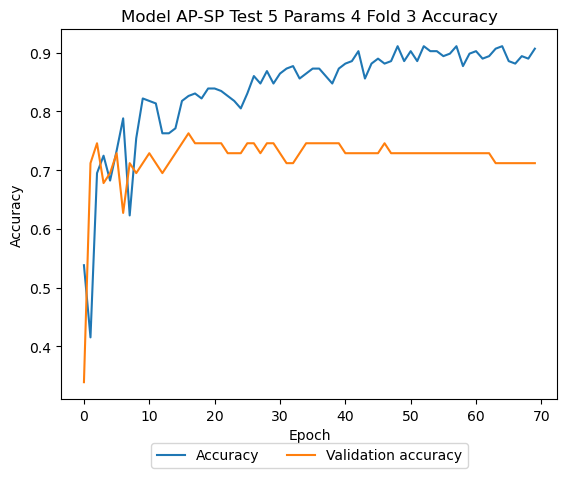 Model AP-SP Test 5 Params 4 Fold 3 Accuracy
0.9
0.8
0.7
0.6
0.5
0.4
Accuracy
0 10 20 30 40 50 60 70
Epoch
Accuracy Validation accuracy